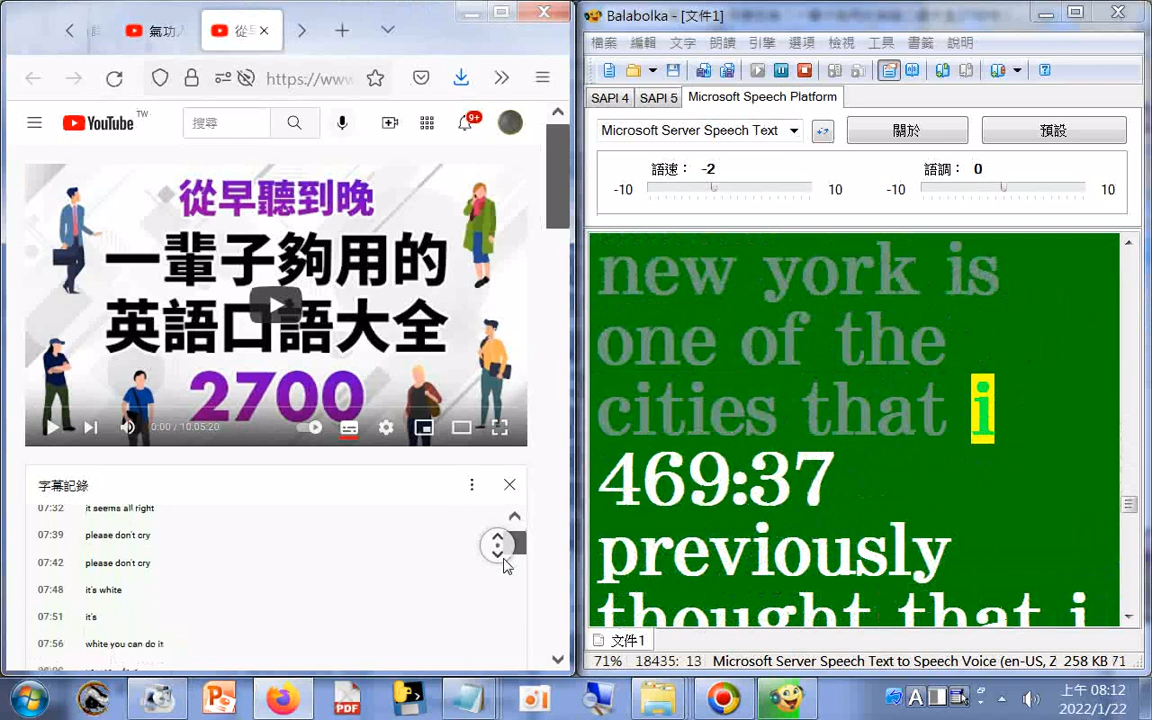 氣功
從
https://www
YouTube TW
搜尋
9+
從早聽到晚
一輩子夠用的
英語口語大全
2700
0:00 / 10:05:20
字幕記錄
07:32 it seems all right
07:39 please don't cry
07:42 please don't cry
07:48 it's white
07:51 it's
07:56 white you can do it
Balabolka - [文件1]
檔案 編輯 文字 朗讀 引擎 選項 檢視 工具 書籤 說明
SAPI 4 SAPI 5 Microsoft Speech Platform
Microsoft Server Speech Text
關於
預設
語速： -2
語調： 0
-10 10 -10 10
new york is
one of the
cities that i
469:37
previously
thought that i
文件1
71% 18435: 13 Microsoft Server Speech Text to Speech Voice (en-US, Z 258 KB 71
PDF
A
上午 08:12
2022/1/22